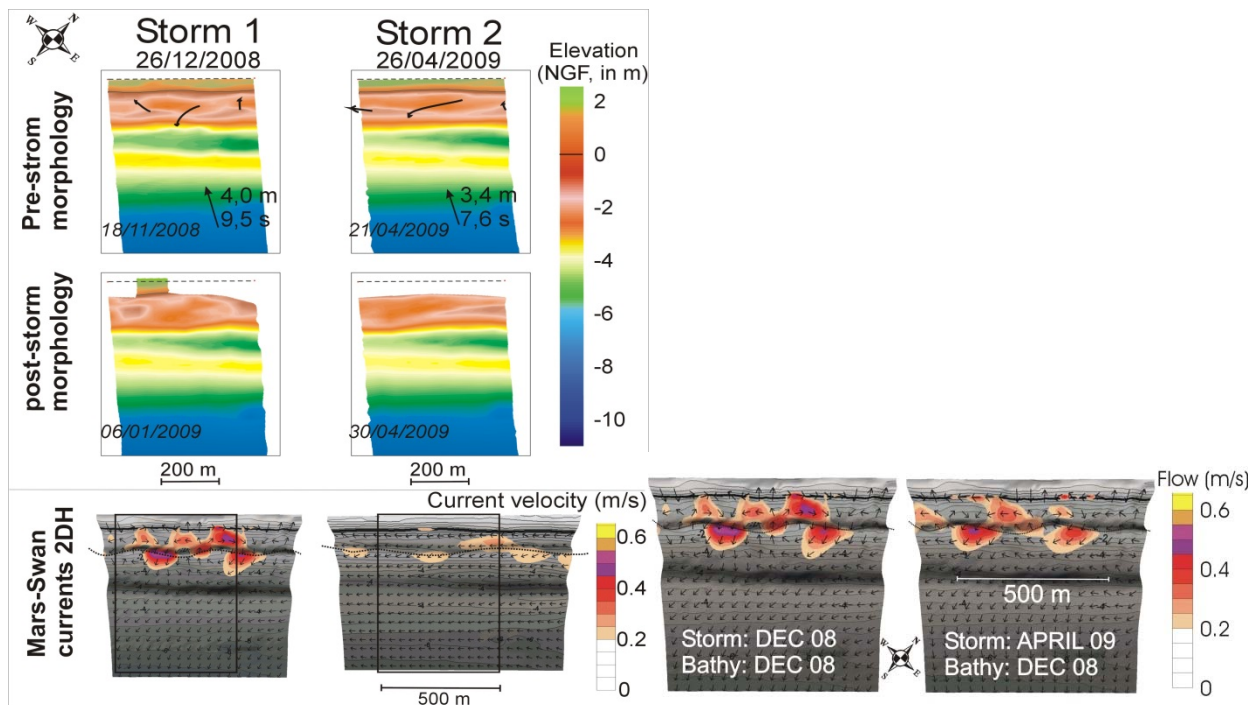 W N
S E
Storm 1
26/12/2008
Storm 2
26/04/2009
Elevation
(NGF, in m)
Pre-strom
morphology
4,0 m
9,5 s
18/11/2008
3,4 m
7,6 s
21/04/2009
2
0
-2
-4
-6
-8
-10
post-storm
morphology
06/01/2009
30/04/2009
200 m
200 m
Mars-Swan
currents 2DH
Current velocity (m/s)
0.6
0.4
0.2
0
500 m
Storm: DEC 08
Bathy: DEC 08
W N
S E
500 m
Storm: APRIL 09
Bathy: DEC 08
Flow (m/s)
0.6
0.4
0.2
0